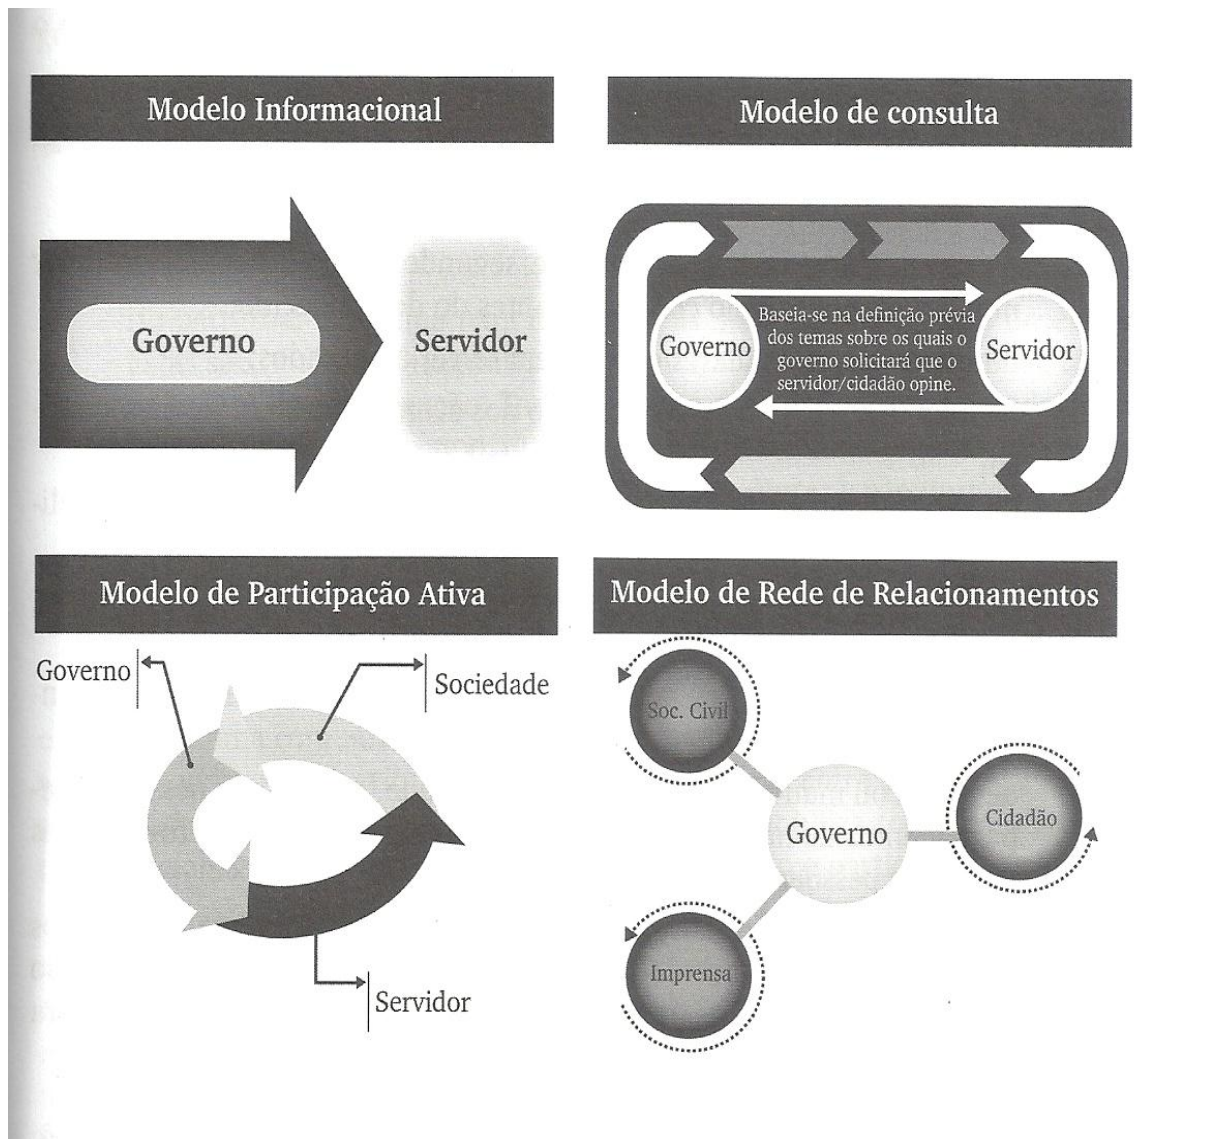 Modelo Informacional
Governo
Servidor
Modelo de consulta
Governo
Baseia-se na definição prévia
dos temas sobre os quais o
governo solicitará que o
servidor/cidadão opine.
Servidor
Modelo de Participação Ativa
Governo
Sociedade
Servidor
Modelo de Rede de Relacionamentos
Soc. Civil
Governo
Cidadão
Imprensa